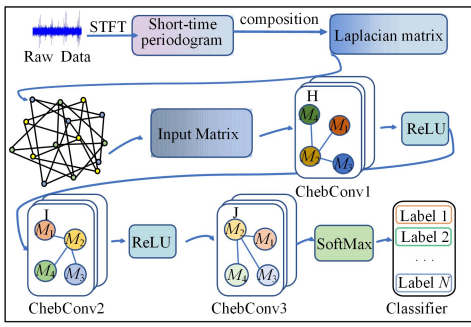 STFT
Short-time
periodogram
composition
Laplacian matrix
Raw Data
Input Matrix
H
M₄
M₁
M₂
M₃
ChebConv1
ReLU
I
M₁
M₂
M₄
M₃
ChebConv2
ReLU
J
M₂
M₁
M₄
M₃
ChebConv3
SoftMax
Label 1
Label 2
...
Label N
Classifier